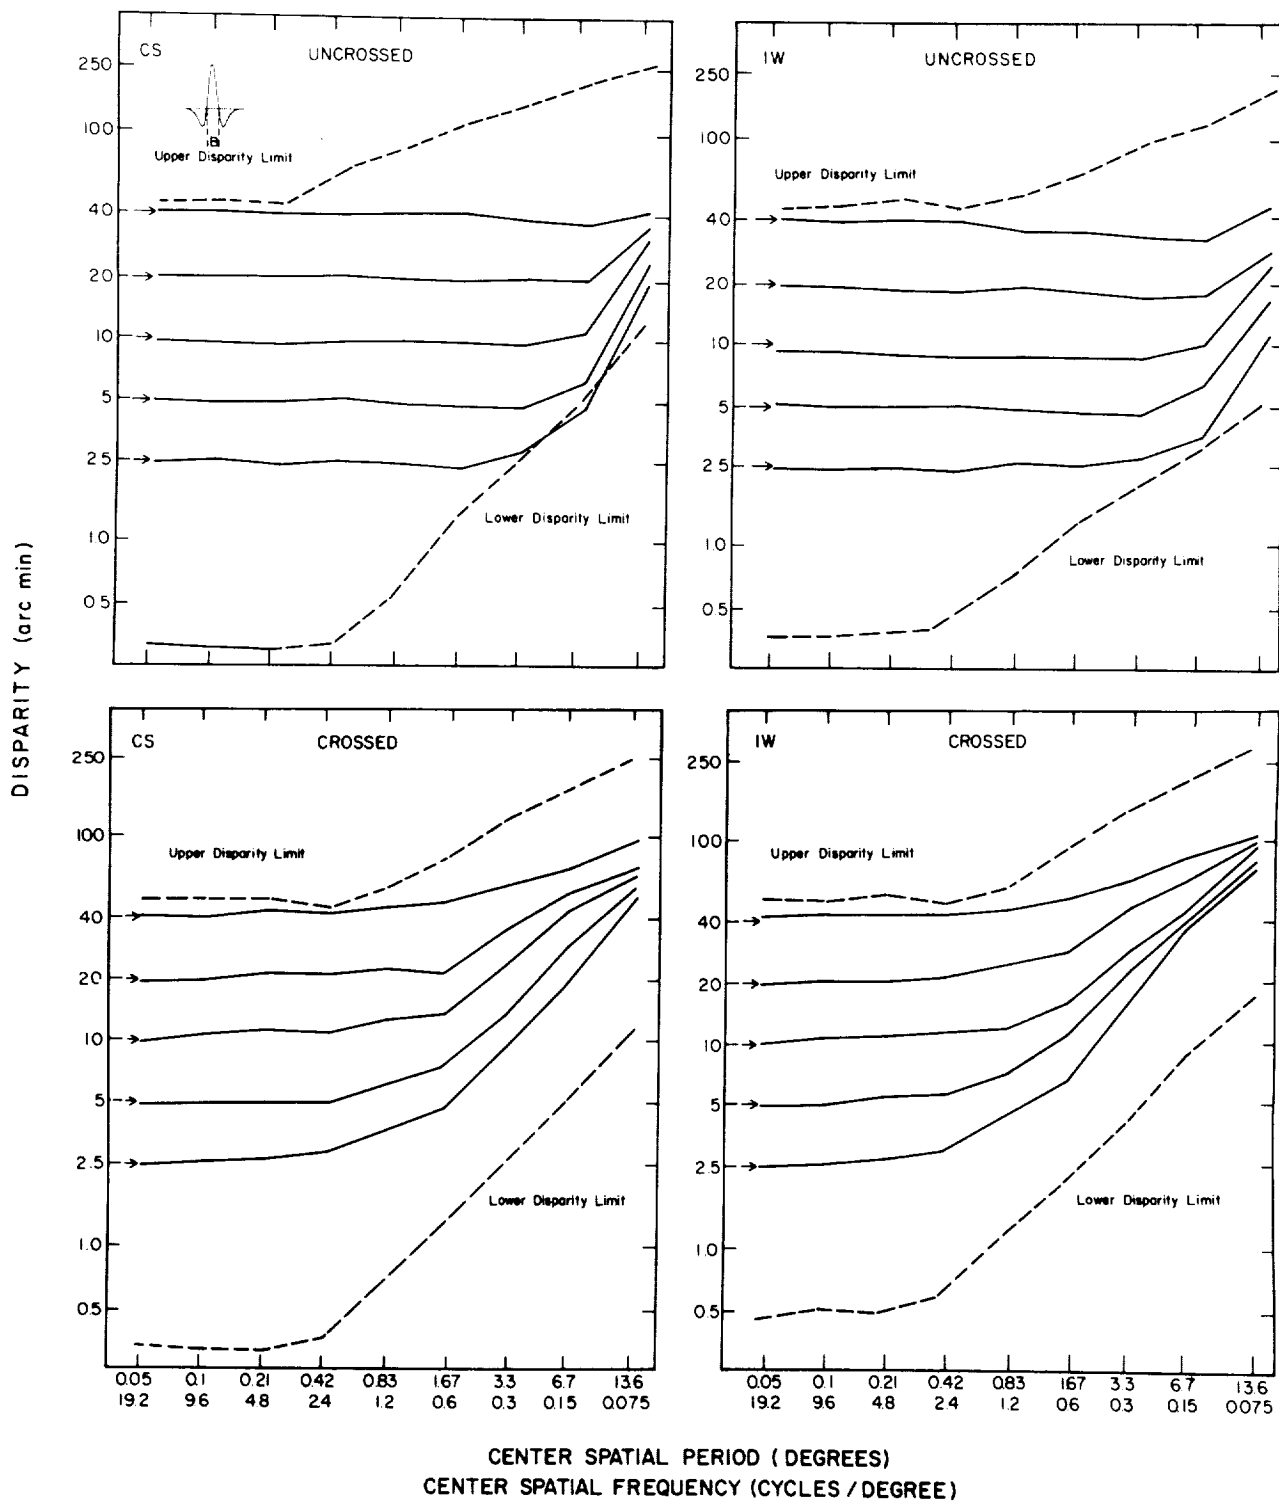 CS
UNCROSSED
250
100
40
20
10
5
2.5
1.0
0.5
B
Upper Disparity Limit
Lower Disparity Limit
IW
UNCROSSED
250
100
40
20
10
5
2.5
1.0
0.5
Upper Disparity Limit
Lower Disparity Limit
DISPARITY (arc min)
CS
CROSSED
250
100
40
20
10
5
2.5
1.0
0.5
Upper Disparity Limit
Lower Disparity Limit
0.05 0.1 0.21 0.42 0.83 1.67 3.3 6.7 13.6
19.2 9.6 4.8 2.4 1.2 0.6 0.3 0.15 0.075
IW
CROSSED
250
100
40
20
10
5
2.5
1.0
0.5
Upper Disparity Limit
Lower Disparity Limit
0.05 0.1 0.21 0.42 0.83 1.67 3.3 6.7 13.6
19.2 9.6 4.8 2.4 1.2 0.6 0.3 0.15 0.075
CENTER SPATIAL PERIOD (DEGREES)
CENTER SPATIAL FREQUENCY (CYCLES/DEGREE)